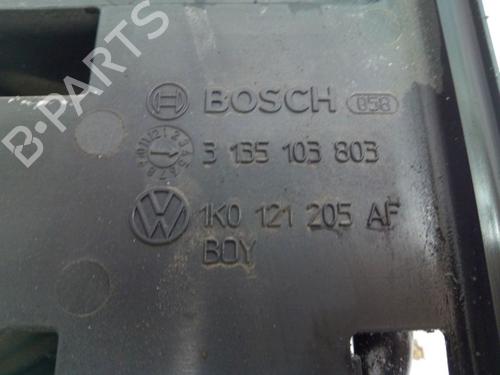 B-PARTS
BOSCH 058
3 135 103 803
1K0 121 205 AF
BOY